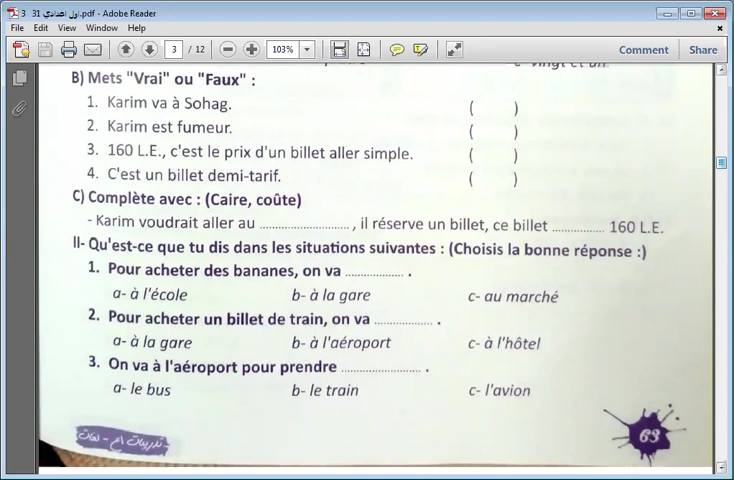 3 31 اول اعدادي.pdf - Adobe Reader
File Edit View Window Help
3 / 12 103% Comment Share
c- vingt et un
B) Mets "Vrai" ou "Faux" :
1. Karim va à Sohag. ( )
2. Karim est fumeur. ( )
3. 160 L.E., c'est le prix d'un billet aller simple. ( )
4. C'est un billet demi-tarif. ( )
C) Complète avec : (Caire, coûte)
- Karim voudrait aller au ........................... , il réserve un billet, ce billet ................ 160 L.E.
II- Qu'est-ce que tu dis dans les situations suivantes : (Choisis la bonne réponse :)
1. Pour acheter des bananes, on va .................. .
a- à l'école b- à la gare c- au marché
2. Pour acheter un billet de train, on va .................. .
a- à la gare b- à l'aéroport c- à l'hôtel
3. On va à l'aéroport pour prendre ........................ .
a- le bus b- le train c- l'avion
63